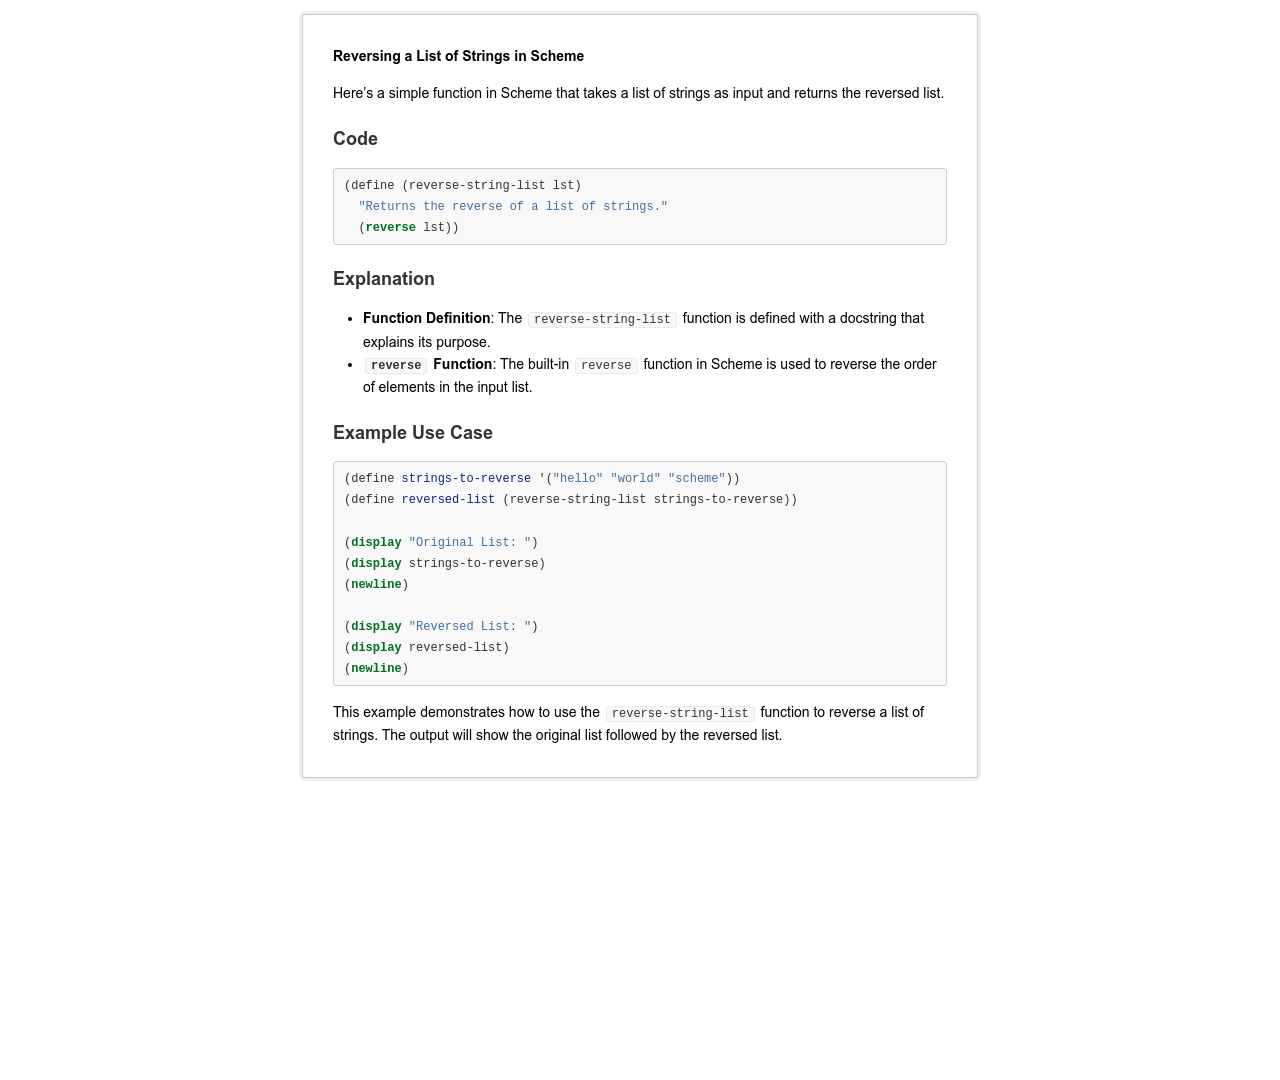 Reversing a List of Strings in Scheme
Here’s a simple function in Scheme that takes a list of strings as input and returns the reversed list.
Code
(define (reverse-string-list lst)
  "Returns the reverse of a list of strings."
  (reverse lst))
Explanation
• Function Definition: The reverse-string-list function is defined with a docstring that
explains its purpose.
• reverse Function: The built-in reverse function in Scheme is used to reverse the order
of elements in the input list.
Example Use Case
(define strings-to-reverse '("hello" "world" "scheme"))
(define reversed-list (reverse-string-list strings-to-reverse))
(display "Original List: ")
(display strings-to-reverse)
(newline)
(display "Reversed List: ")
(display reversed-list)
(newline)
This example demonstrates how to use the reverse-string-list function to reverse a list of
strings. The output will show the original list followed by the reversed list.